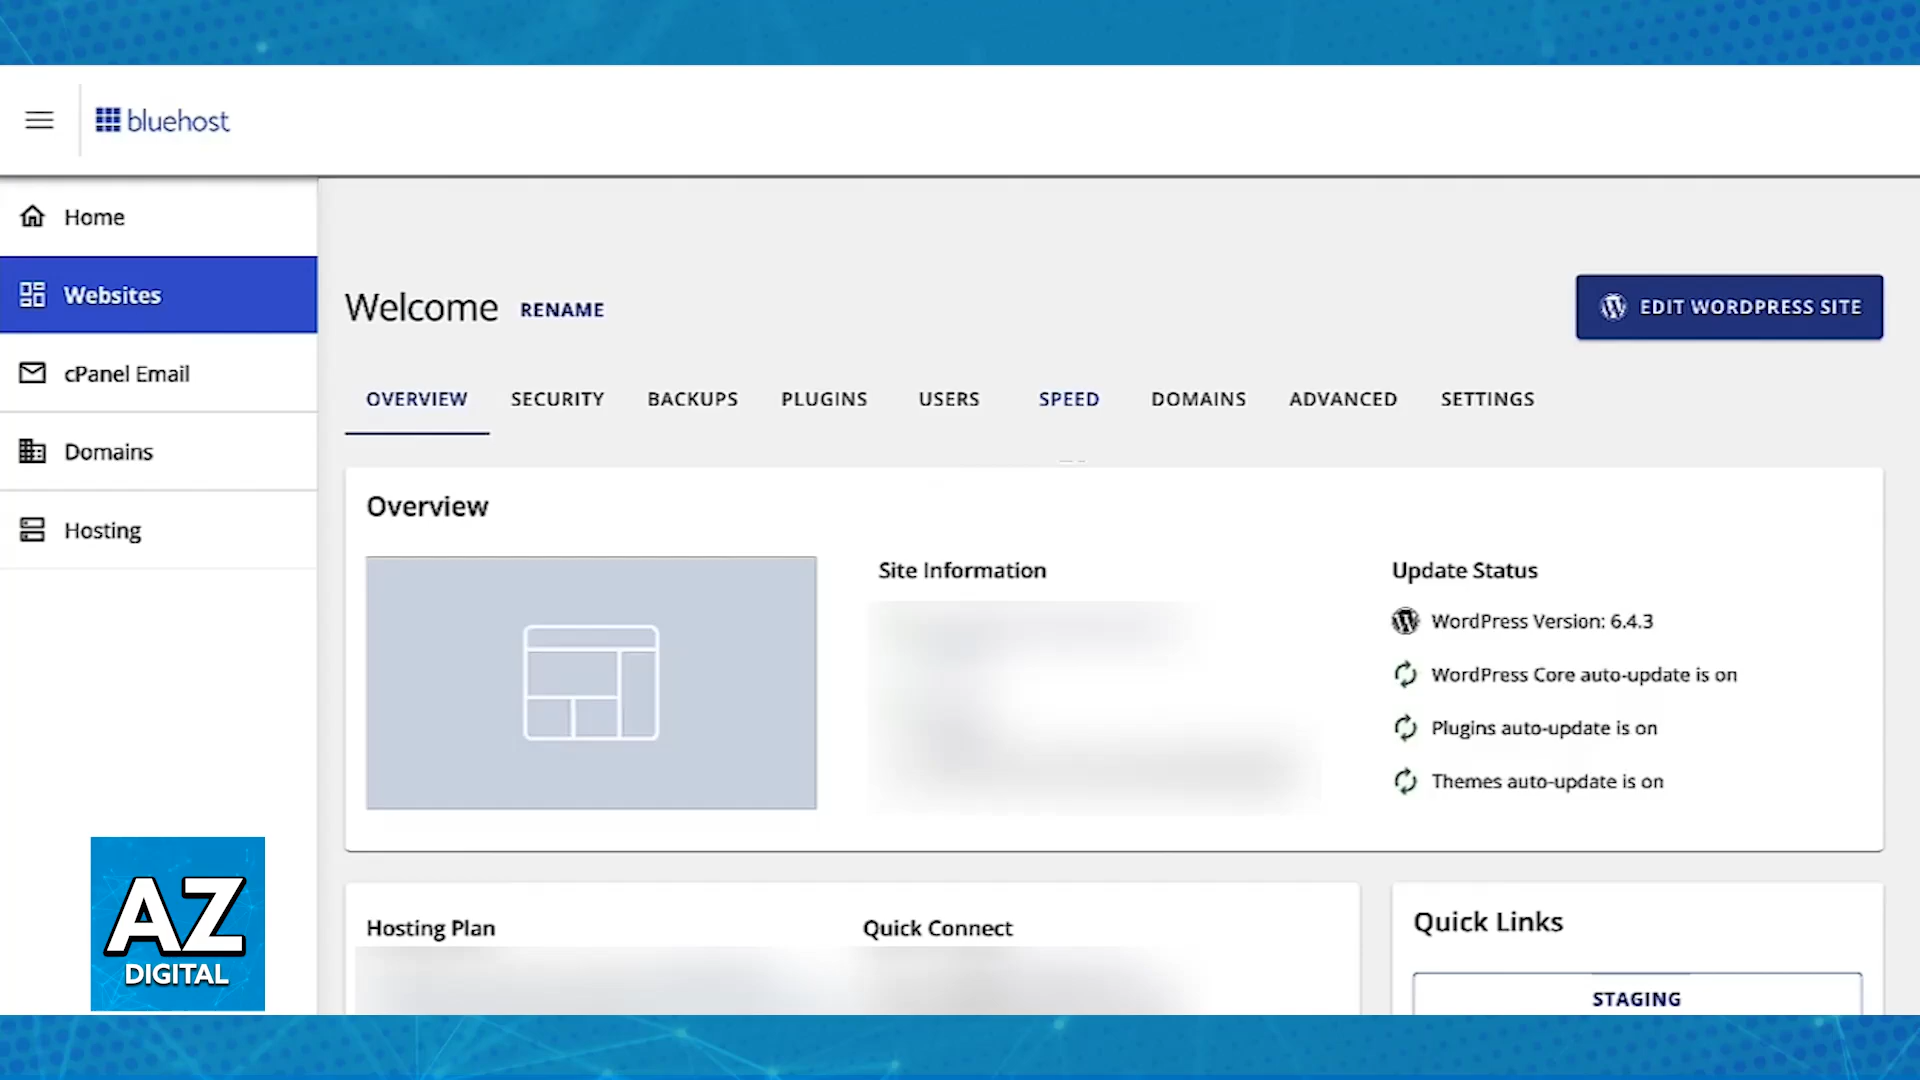 bluehost
Home
Websites
cPanel Email
Domains
Hosting
Welcome RENAME
EDIT WORDPRESS SITE
OVERVIEW SECURITY BACKUPS PLUGINS USERS SPEED DOMAINS ADVANCED SETTINGS
Overview
Site Information
Update Status
WordPress Version: 6.4.3
WordPress Core auto-update is on
Plugins auto-update is on
Themes auto-update is on
Hosting Plan
Quick Connect
Quick Links
STAGING
AZ
DIGITAL